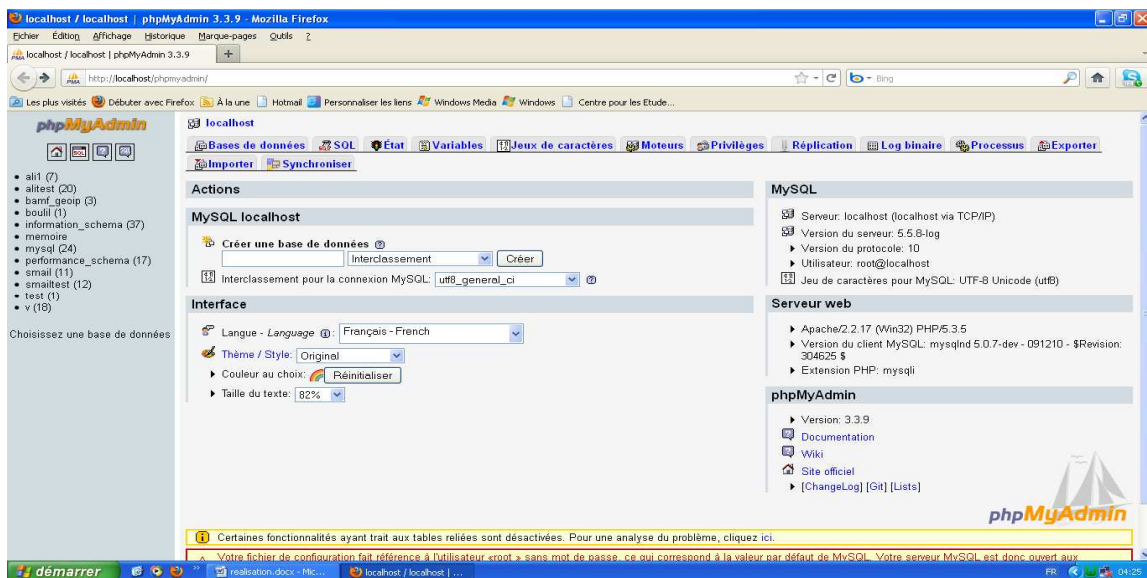 localhost / localhost | phpMyAdmin 3.3.9 - Mozilla Firefox
Fichier Édition Affichage Historique Marque-pages Outils ?
localhost / localhost | phpMyAdmin 3.3.9
http://localhost/phpmyadmin/
Bing
Les plus visités Débuter avec Firefox À la une Hotmail Personnaliser les liens Windows Media Windows Centre pour les Etude...
phpMyAdmin
ali1 (7)
alitest (20)
bamf_geoip (3)
boulil (1)
information_schema (37)
memoire
mysql (24)
performance_schema (17)
smail (11)
smailtest (12)
test (1)
v (18)
Choisissez une base de données
localhost
Bases de données SQL État Variables Jeux de caractères Moteurs Privilèges Réplication Log binaire Processus Exporter
Importer Synchroniser
Actions
MySQL localhost
Créer une base de données
Interclassement Créer
Interclassement pour la connexion MySQL: utf8_general_ci
Interface
Langue - Language : Français - French
Thème / Style: Original
Couleur au choix: Réinitialiser
Taille du texte: 82%
MySQL
Serveur: localhost (localhost via TCP/IP)
Version du serveur: 5.5.8-log
Version du protocole: 10
Utilisateur: root@localhost
Jeu de caractères pour MySQL: UTF-8 Unicode (utf8)
Serveur web
Apache/2.2.17 (Win32) PHP/5.3.5
Version du client MySQL: mysqlnd 5.0.7-dev - 091210 - $Revision:
304625 $
Extension PHP: mysqli
phpMyAdmin
Version: 3.3.9
Documentation
Wiki
Site officiel
[ChangeLog] [Git] [Lists]
phpMyAdmin
Certaines fonctionnalités ayant trait aux tables reliées sont désactivées. Pour une analyse du problème, cliquez ici.
Votre fichier de configuration fait référence à l'utilisateur «root » sans mot de passe, ce qui correspond à la valeur par défaut de MySQL. Votre serveur MySQL est donc ouvert aux
démarrer
realisation.docx - Mic...
localhost / localhost | ...
FR
04:25